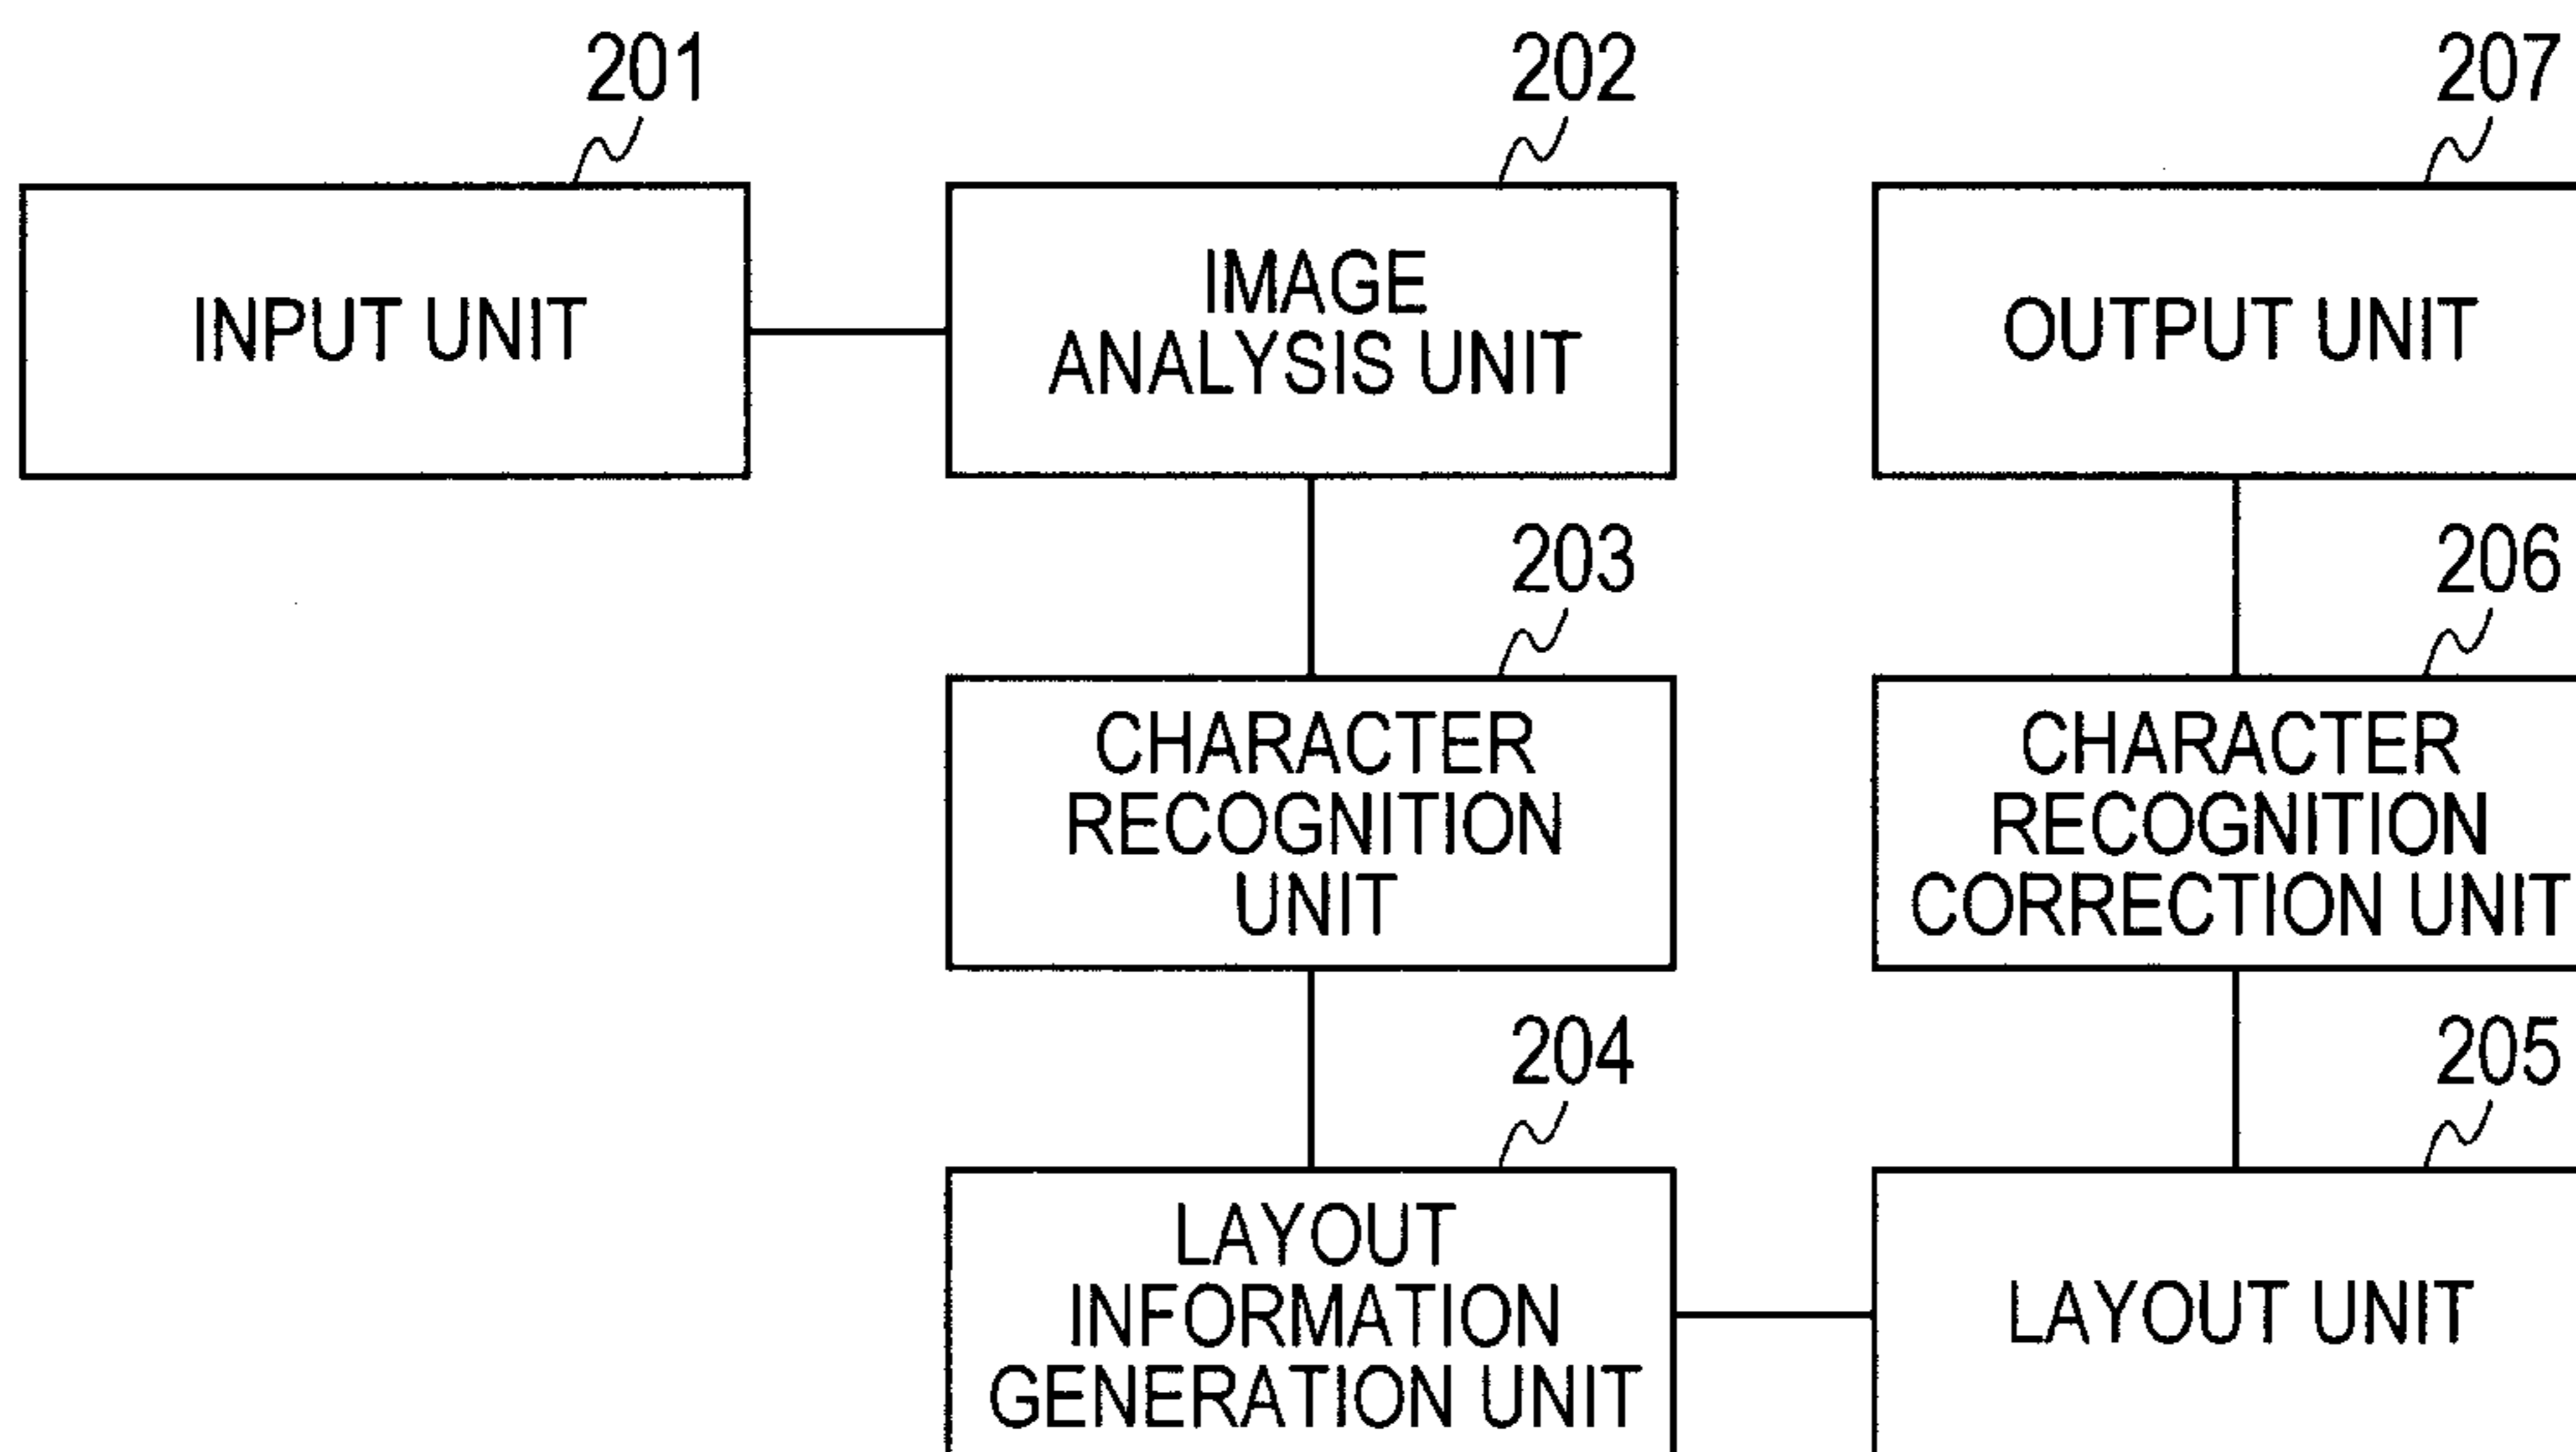 201
202
207
INPUT UNIT
IMAGE
ANALYSIS UNIT
OUTPUT UNIT
203
206
CHARACTER
RECOGNITION
UNIT
CHARACTER
RECOGNITION
CORRECTION UNIT
204
205
LAYOUT
INFORMATION
GENERATION UNIT
LAYOUT UNIT